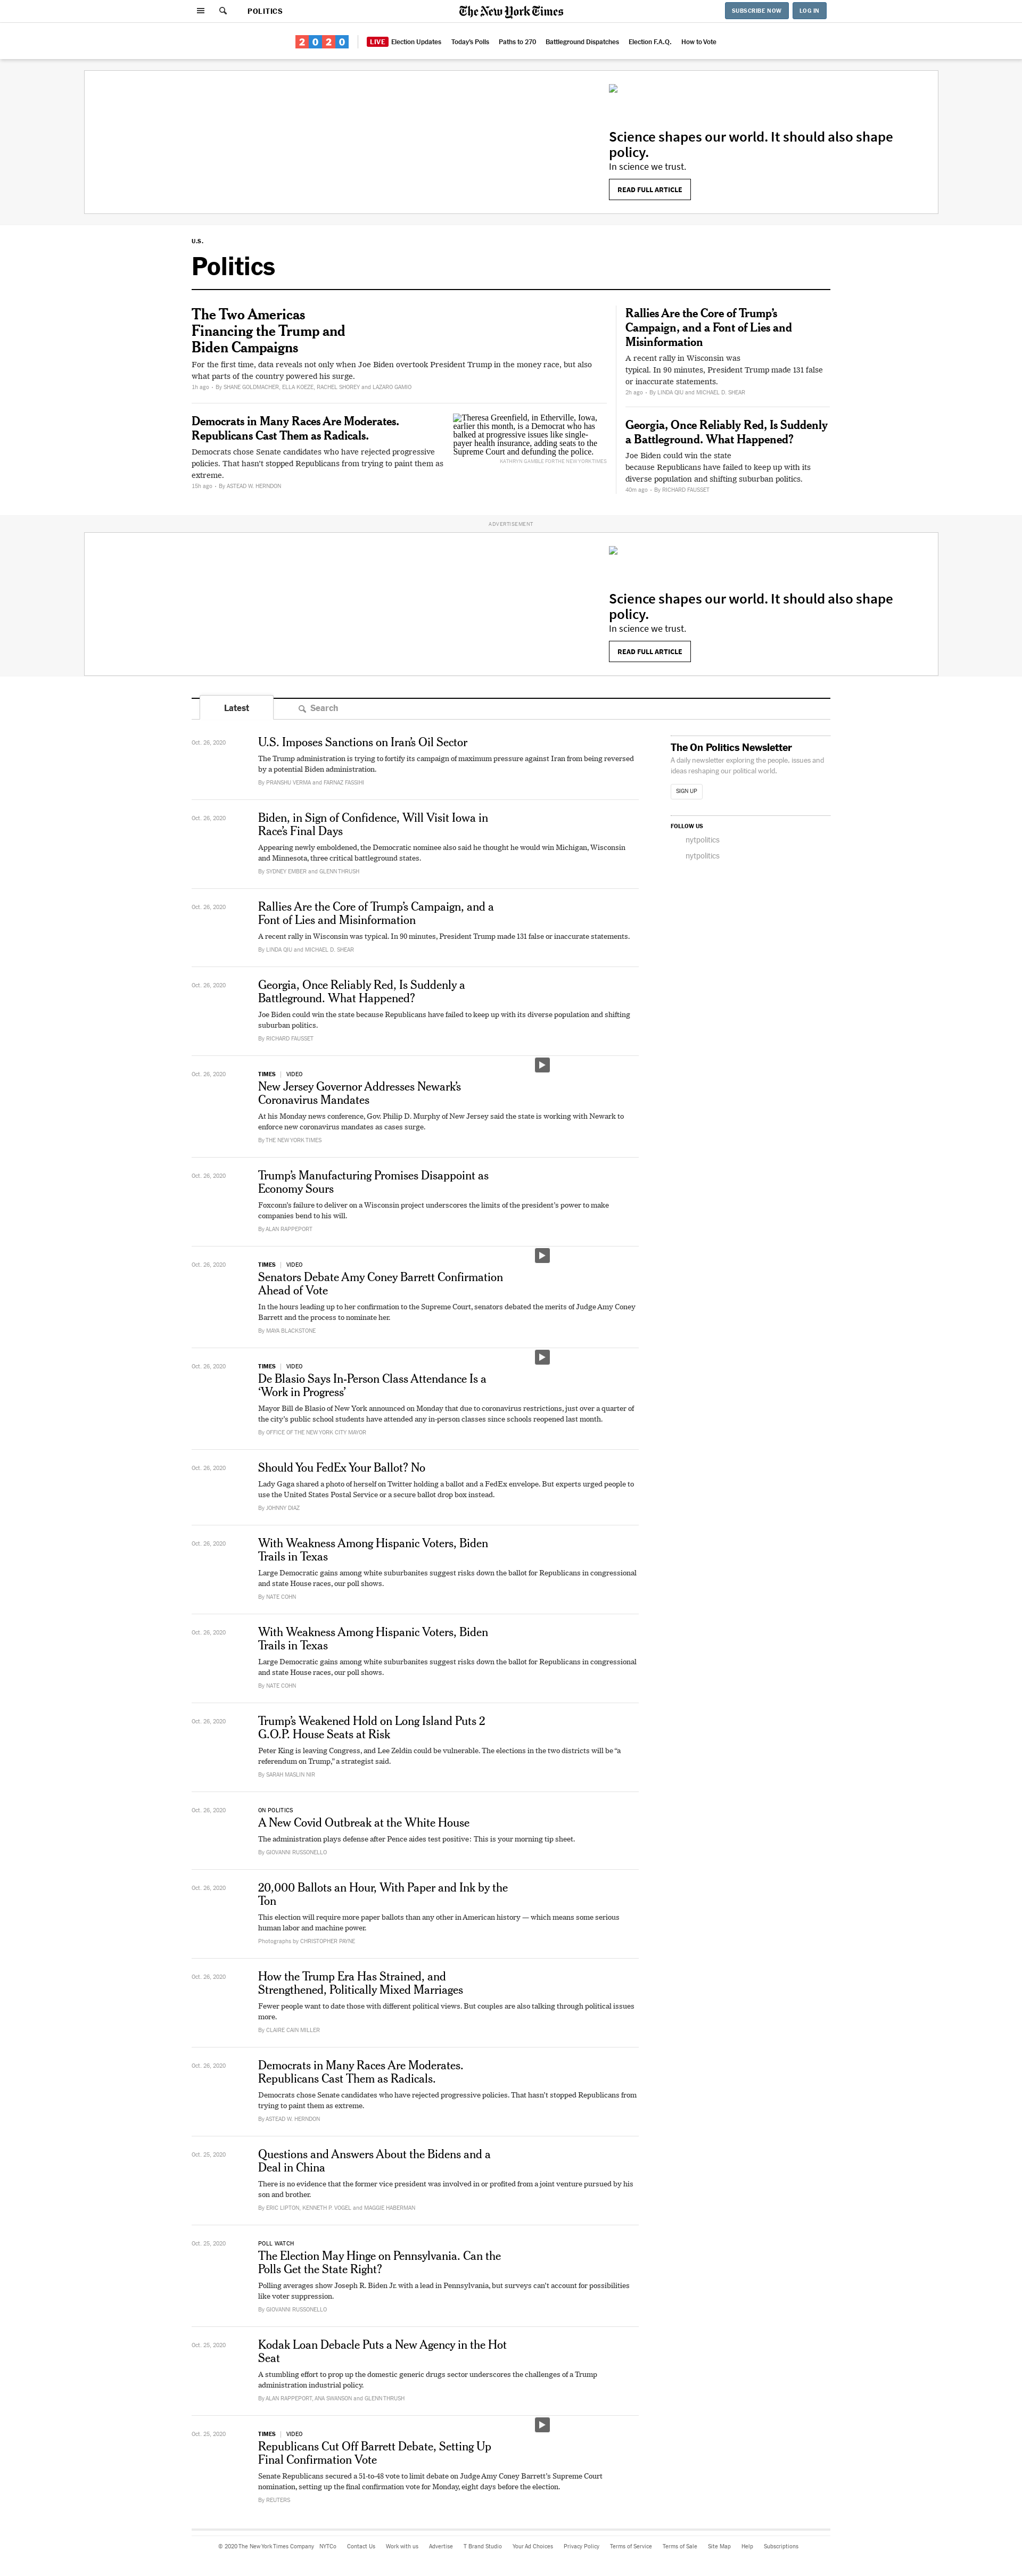 POLITICS
The New York Times
SUBSCRIBE NOW
LOG IN
2020
LIVE Election Updates
Today's Polls
Paths to 270
Battleground Dispatches
Election F.A.Q.
How to Vote
Science shapes our world. It should also shape
policy.
In science we trust.
READ FULL ARTICLE
U.S.
Politics
The Two Americas
Financing the Trump and
Biden Campaigns
For the first time, data reveals not only when Joe Biden overtook President Trump in the money race, but also
what parts of the country powered his surge.
1h ago • By SHANE GOLDMACHER, ELLA KOEZE, RACHEL SHOREY and LAZARO GAMIO
Democrats in Many Races Are Moderates.
Republicans Cast Them as Radicals.
Democrats chose Senate candidates who have rejected progressive
policies. That hasn't stopped Republicans from trying to paint them as
extreme.
15h ago • By ASTEAD W. HERNDON
Theresa Greenfield, in Etherville, Iowa,
earlier this month, is a Democrat who has
balked at progressive issues like single-
payer health insurance, adding seats to the
Supreme Court and defunding the police.
KATHRYN GAMBLE FOR THE NEW YORK TIMES
Rallies Are the Core of Trump's
Campaign, and a Font of Lies and
Misinformation
A recent rally in Wisconsin was
typical. In 90 minutes, President Trump made 131 false
or inaccurate statements.
2h ago • By LINDA QIU and MICHAEL D. SHEAR
Georgia, Once Reliably Red, Is Suddenly
a Battleground. What Happened?
Joe Biden could win the state
because Republicans have failed to keep up with its
diverse population and shifting suburban politics.
40m ago • By RICHARD FAUSSET
ADVERTISEMENT
Science shapes our world. It should also shape
policy.
In science we trust.
READ FULL ARTICLE
Latest
Search
Oct. 26, 2020
U.S. Imposes Sanctions on Iran's Oil Sector
The Trump administration is trying to fortify its campaign of maximum pressure against Iran from being reversed
by a potential Biden administration.
By PRANSHU VERMA and FARNAZ FASSIHI
The On Politics Newsletter
A daily newsletter exploring the people, issues and
ideas reshaping our political world.
SIGN UP
FOLLOW US
nytpolitics
nytpolitics
Oct. 26, 2020
Biden, in Sign of Confidence, Will Visit Iowa in
Race's Final Days
Appearing newly emboldened, the Democratic nominee also said he thought he would win Michigan, Wisconsin
and Minnesota, three critical battleground states.
By SYDNEY EMBER and GLENN THRUSH
Oct. 26, 2020
Rallies Are the Core of Trump's Campaign, and a
Font of Lies and Misinformation
A recent rally in Wisconsin was typical. In 90 minutes, President Trump made 131 false or inaccurate statements.
By LINDA QIU and MICHAEL D. SHEAR
Oct. 26, 2020
Georgia, Once Reliably Red, Is Suddenly a
Battleground. What Happened?
Joe Biden could win the state because Republicans have failed to keep up with its diverse population and shifting
suburban politics.
By RICHARD FAUSSET
Oct. 26, 2020
TIMES | VIDEO
New Jersey Governor Addresses Newark's
Coronavirus Mandates
At his Monday news conference, Gov. Philip D. Murphy of New Jersey said the state is working with Newark to
enforce new coronavirus mandates as cases surge.
By THE NEW YORK TIMES
Oct. 26, 2020
Trump's Manufacturing Promises Disappoint as
Economy Sours
Foxconn's failure to deliver on a Wisconsin project underscores the limits of the president's power to make
companies bend to his will.
By ALAN RAPPEPORT
Oct. 26, 2020
TIMES | VIDEO
Senators Debate Amy Coney Barrett Confirmation
Ahead of Vote
In the hours leading up to her confirmation to the Supreme Court, senators debated the merits of Judge Amy Coney
Barrett and the process to nominate her.
By MAYA BLACKSTONE
Oct. 26, 2020
TIMES | VIDEO
De Blasio Says In-Person Class Attendance Is a
'Work in Progress'
Mayor Bill de Blasio of New York announced on Monday that due to coronavirus restrictions, just over a quarter of
the city's public school students have attended any in-person classes since schools reopened last month.
By OFFICE OF THE NEW YORK CITY MAYOR
Oct. 26, 2020
Should You FedEx Your Ballot? No
Lady Gaga shared a photo of herself on Twitter holding a ballot and a FedEx envelope. But experts urged people to
use the United States Postal Service or a secure ballot drop box instead.
By JOHNNY DIAZ
Oct. 26, 2020
With Weakness Among Hispanic Voters, Biden
Trails in Texas
Large Democratic gains among white suburbanites suggest risks down the ballot for Republicans in congressional
and state House races, our poll shows.
By NATE COHN
Oct. 26, 2020
With Weakness Among Hispanic Voters, Biden
Trails in Texas
Large Democratic gains among white suburbanites suggest risks down the ballot for Republicans in congressional
and state House races, our poll shows.
By NATE COHN
Oct. 26, 2020
Trump's Weakened Hold on Long Island Puts 2
G.O.P. House Seats at Risk
Peter King is leaving Congress, and Lee Zeldin could be vulnerable. The elections in the two districts will be "a
referendum on Trump," a strategist said.
By SARAH MASLIN NIR
Oct. 26, 2020
ON POLITICS
A New Covid Outbreak at the White House
The administration plays defense after Pence aides test positive: This is your morning tip sheet.
By GIOVANNI RUSSONELLO
Oct. 26, 2020
20,000 Ballots an Hour, With Paper and Ink by the
Ton
This election will require more paper ballots than any other in American history — which means some serious
human labor and machine power.
Photographs by CHRISTOPHER PAYNE
Oct. 26, 2020
How the Trump Era Has Strained, and
Strengthened, Politically Mixed Marriages
Fewer people want to date those with different political views. But couples are also talking through political issues
more.
By CLAIRE CAIN MILLER
Oct. 26, 2020
Democrats in Many Races Are Moderates.
Republicans Cast Them as Radicals.
Democrats chose Senate candidates who have rejected progressive policies. That hasn't stopped Republicans from
trying to paint them as extreme.
By ASTEAD W. HERNDON
Oct. 25, 2020
Questions and Answers About the Bidens and a
Deal in China
There is no evidence that the former vice president was involved in or profited from a joint venture pursued by his
son and brother.
By ERIC LIPTON, KENNETH P. VOGEL and MAGGIE HABERMAN
Oct. 25, 2020
POLL WATCH
The Election May Hinge on Pennsylvania. Can the
Polls Get the State Right?
Polling averages show Joseph R. Biden Jr. with a lead in Pennsylvania, but surveys can't account for possibilities
like voter suppression.
By GIOVANNI RUSSONELLO
Oct. 25, 2020
Kodak Loan Debacle Puts a New Agency in the Hot
Seat
A stumbling effort to prop up the domestic generic drugs sector underscores the challenges of a Trump
administration industrial policy.
By ALAN RAPPEPORT, ANA SWANSON and GLENN THRUSH
Oct. 25, 2020
TIMES | VIDEO
Republicans Cut Off Barrett Debate, Setting Up
Final Confirmation Vote
Senate Republicans secured a 51-to-48 vote to limit debate on Judge Amy Coney Barrett's Supreme Court
nomination, setting up the final confirmation vote for Monday, eight days before the election.
By REUTERS
© 2020 The New York Times Company
NYTCo
Contact Us
Work with us
Advertise
T Brand Studio
Your Ad Choices
Privacy Policy
Terms of Service
Terms of Sale
Site Map
Help
Subscriptions